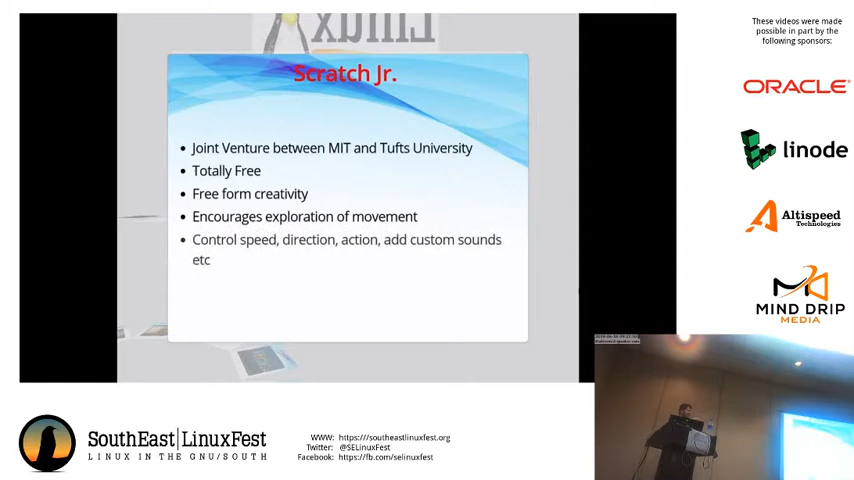 These videos were made
possible in part by the
following sponsors:
Linux
Scratch Jr.
• Joint Venture between MIT and Tufts University
• Totally Free
• Free form creativity
• Encourages exploration of movement
• Control speed, direction, action, add custom sounds
etc
ORACLE
linode
Altispeed
Technologies
MIND DRIP
MEDIA
SouthEast|LinuxFest
LINUX IN THE GNU/SOUTH
WWW: https:///southeastlinuxfest.org
Twitter: @SELinuxFest
Facebook: https://fb.com/selinuxfest